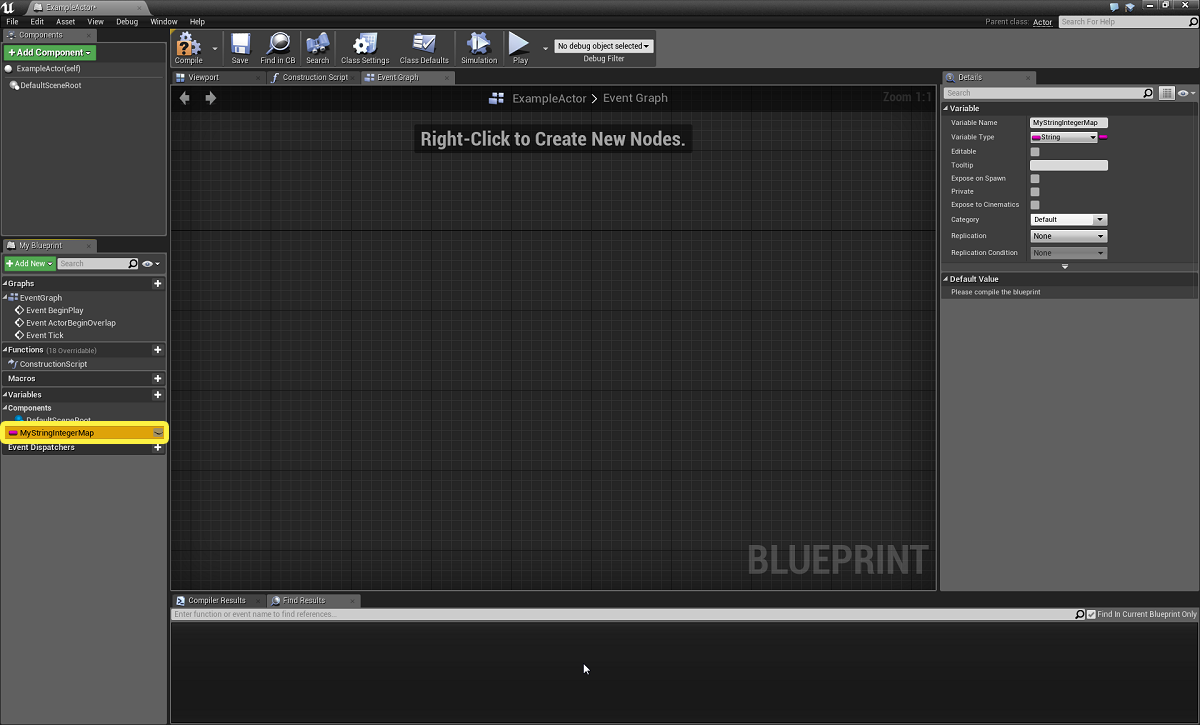 ExampleActor*
File Edit Asset View Debug Window Help
Parent class: Actor
Search For Help
Components
+Add Component
ExampleActor(self)
DefaultSceneRoot
Compile
Save
Find in CB
Search
Class Settings
Class Defaults
Simulation
Play
No debug object selected
Debug Filter
Viewport
Construction Script
Event Graph
ExampleActor > Event Graph
Zoom 1:1
Right-Click to Create New Nodes.
BLUEPRINT
My Blueprint
+Add New
Search
Graphs
EventGraph
Event BeginPlay
Event ActorBeginOverlap
Event Tick
Functions (18 Overridable)
ConstructionScript
Macros
Variables
Components
DefaultSceneRoot
MyStringIntegerMap
Event Dispatchers
Details
Search
Variable
Variable Name MyStringIntegerMap
Variable Type String
Editable
Tooltip
Expose on Spawn
Private
Expose to Cinematics
Category Default
Replication None
Replication Condition None
Default Value
Please compile the blueprint
Compiler Results
Find Results
Enter function or event name to find references...
Find In Current Blueprint Only